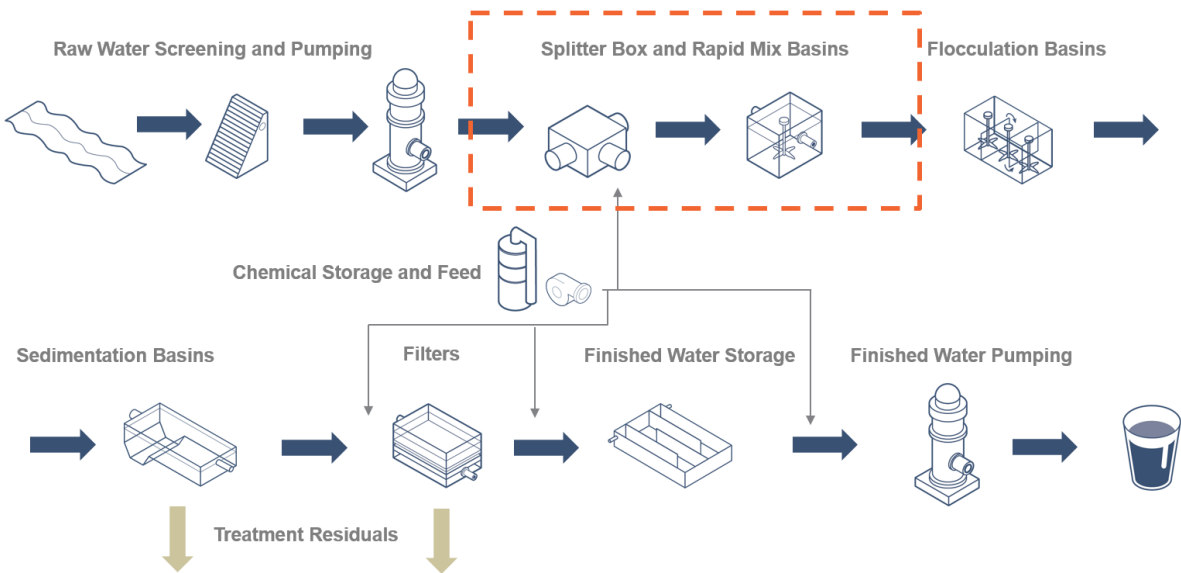 Raw Water Screening and Pumping
Splitter Box and Rapid Mix Basins
Flocculation Basins
Chemical Storage and Feed
Sedimentation Basins
Filters
Finished Water Storage
Finished Water Pumping
Treatment Residuals